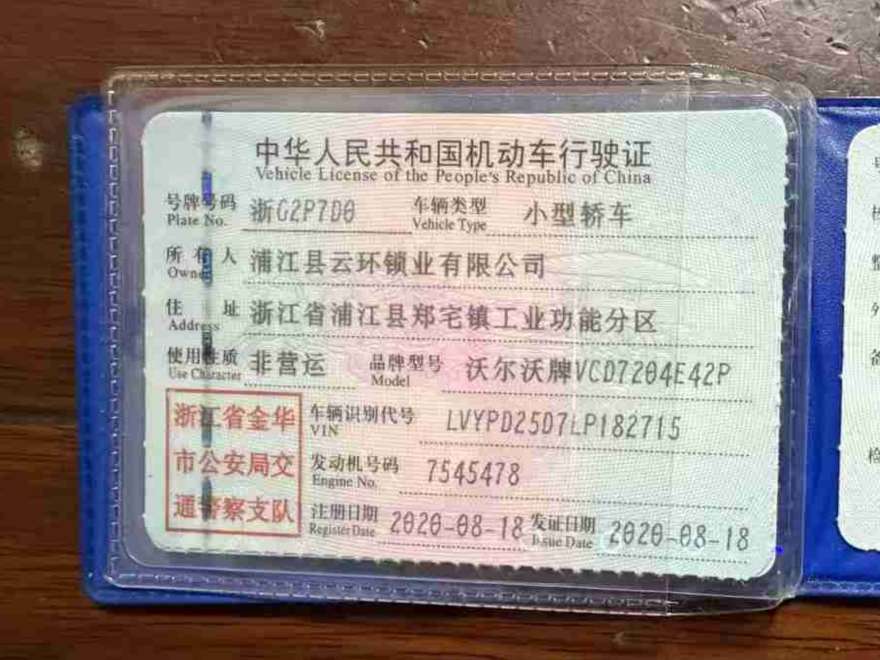 中华人民共和国机动车行驶证
Vehicle License of the People's Republic of China
号牌号码 浙G2P7D0 车辆类型 小型轿车
Plate No. Vehicle Type
所有人 浦江县云环锁业有限公司
Owner
住址 浙江省浦江县郑宅镇工业功能分区
Address
使用性质 非营运 品牌型号 沃尔沃牌VCD7204E42P
Use Character Model
浙江省金华
市公安局交
通警察支队
车辆识别代号 LVYPD25D7LP182715
VIN
发动机号码 7545478
Engine No.
注册日期 2020-08-18 发证日期 2020-08-18
Register Date Issue Date